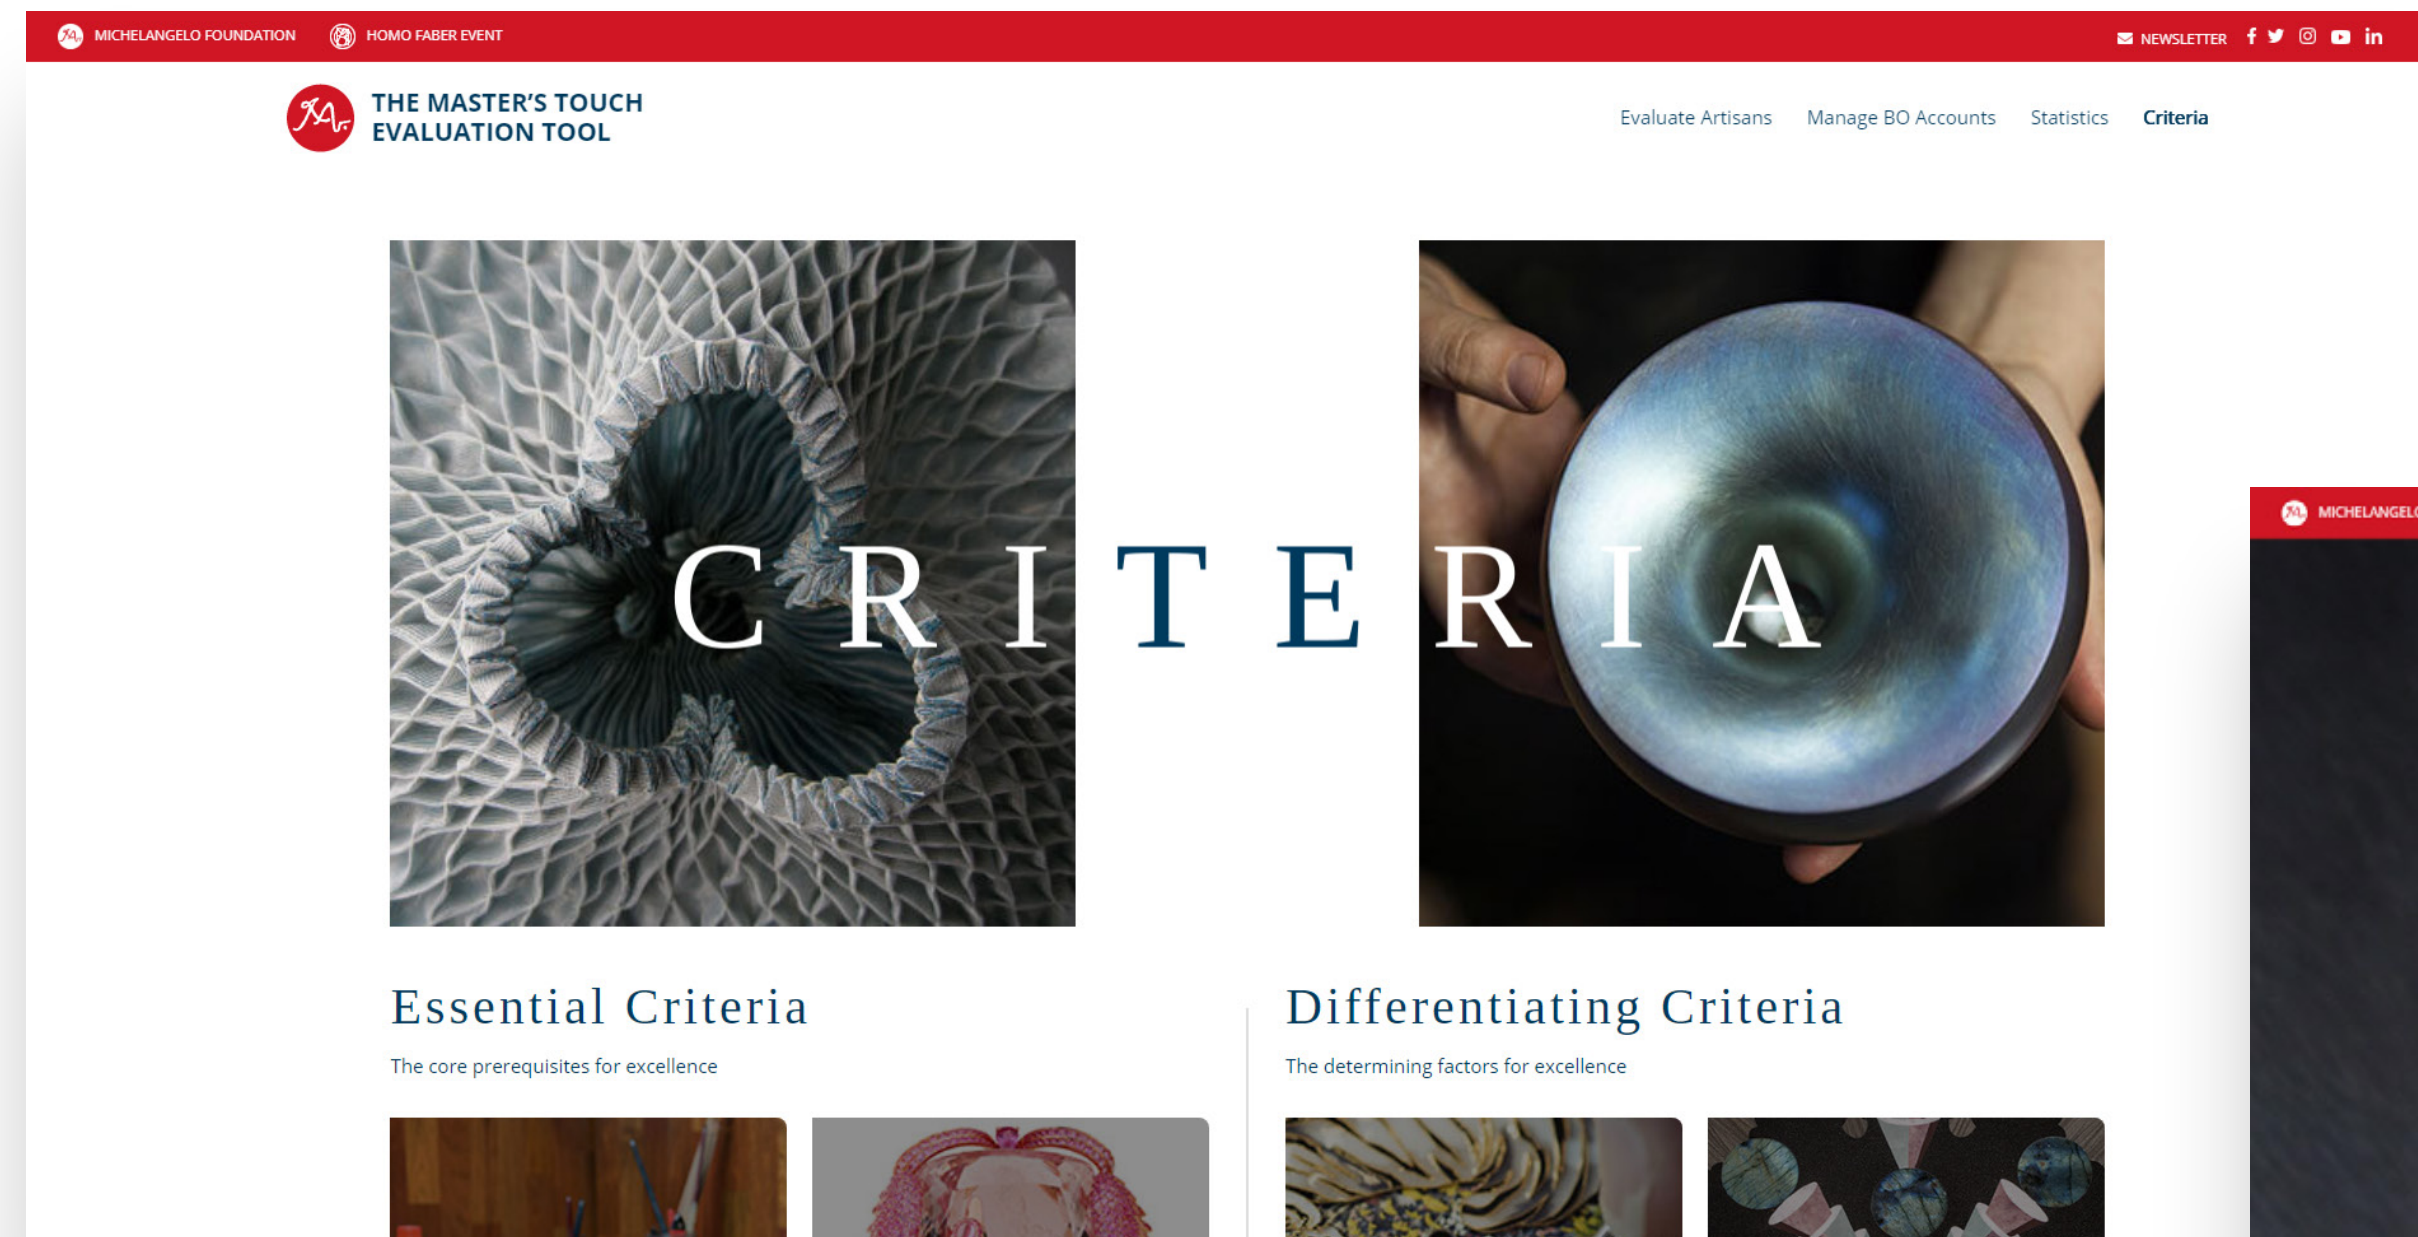 MICHELANGELO FOUNDATION HOMO FABER EVENT NEWSLETTER
THE MASTER'S TOUCH
EVALUATION TOOL
Evaluate Artisans Manage BO Accounts Statistics Criteria
CRITERIA
Essential Criteria
The core prerequisites for excellence
Differentiating Criteria
The determining factors for excellence